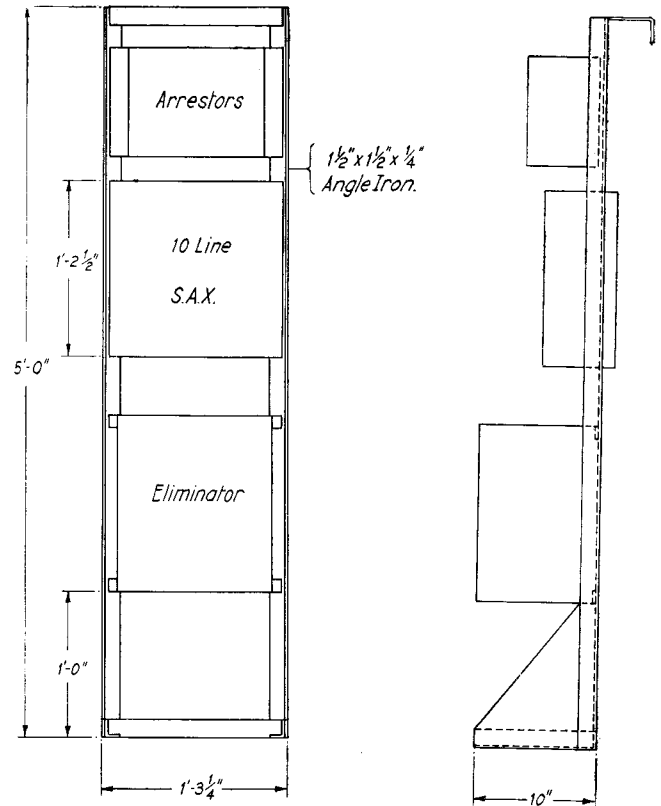 Arrestors
1½" x 1½" x ¼"
Angle Iron.
10 Line
S.A.X.
1'-2½"
5'-0"
Eliminator
1'-0"
1'-3¼"
10"